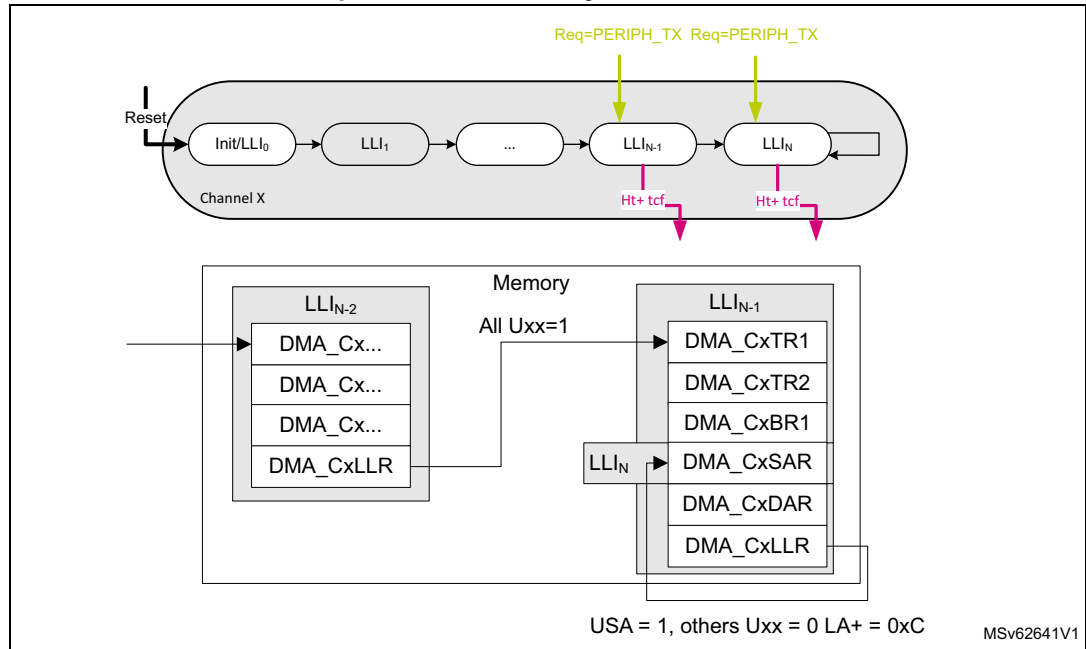 Req=PERIPH_TX Req=PERIPH_TX
Reset
Init/LLI0
LLI1
...
LLIN-1
LLIN
Channel X
Ht+ tcf
Ht+ tcf
Memory
LLIN-2
DMA_Cx...
DMA_Cx...
DMA_Cx...
DMA_CxLLR
All Uxx=1
LLIN-1
DMA_CxTR1
DMA_CxTR2
DMA_CxBR1
LLIN
DMA_CxSAR
DMA_CxDAR
DMA_CxLLR
USA = 1, others Uxx = 0 LA+ = 0xC
MSv62641V1